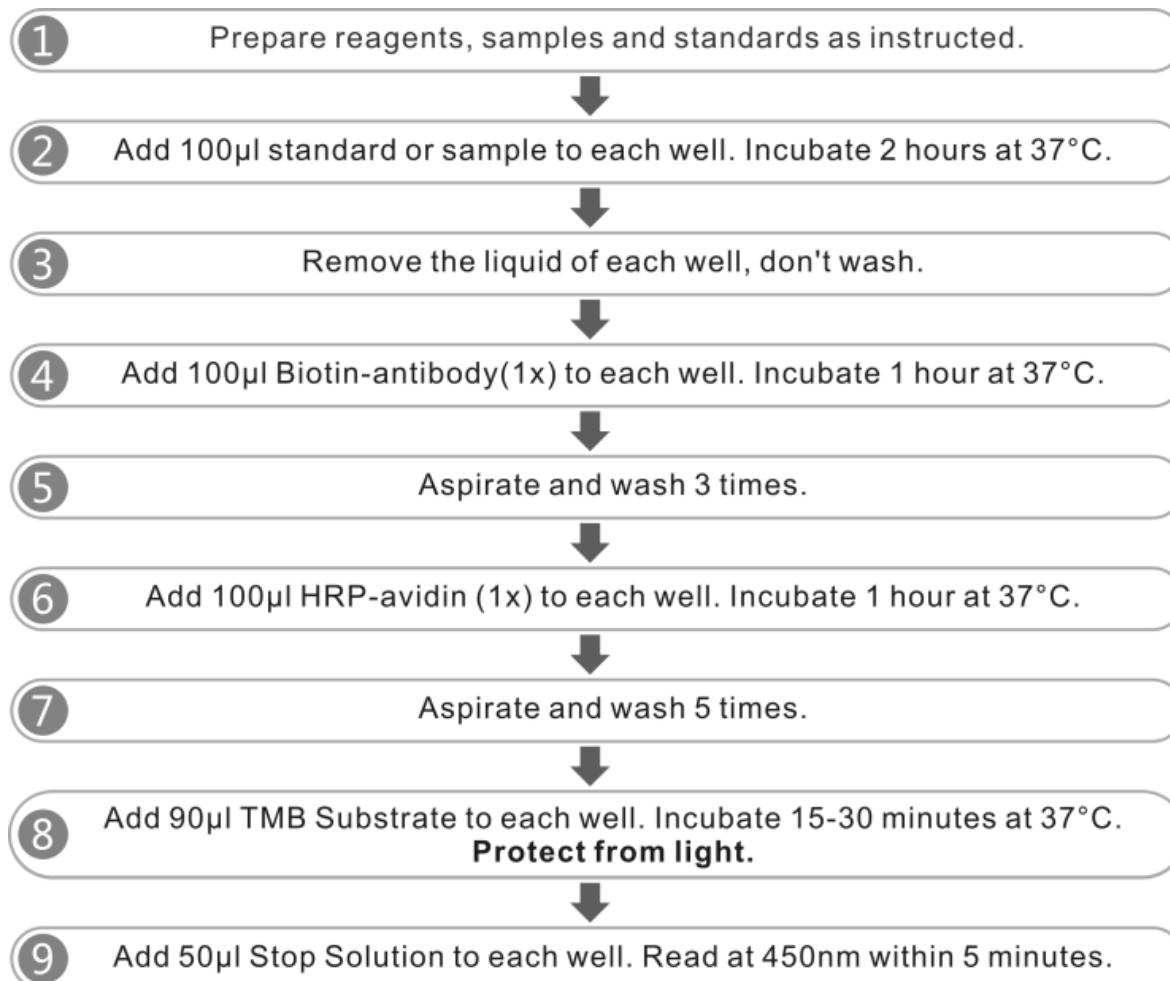 1 Prepare reagents, samples and standards as instructed.
2 Add 100µl standard or sample to each well. Incubate 2 hours at 37°C.
3 Remove the liquid of each well, don't wash.
4 Add 100µl Biotin-antibody(1x) to each well. Incubate 1 hour at 37°C.
5 Aspirate and wash 3 times.
6 Add 100µl HRP-avidin (1x) to each well. Incubate 1 hour at 37°C.
7 Aspirate and wash 5 times.
8 Add 90µl TMB Substrate to each well. Incubate 15-30 minutes at 37°C.
Protect from light.
9 Add 50µl Stop Solution to each well. Read at 450nm within 5 minutes.